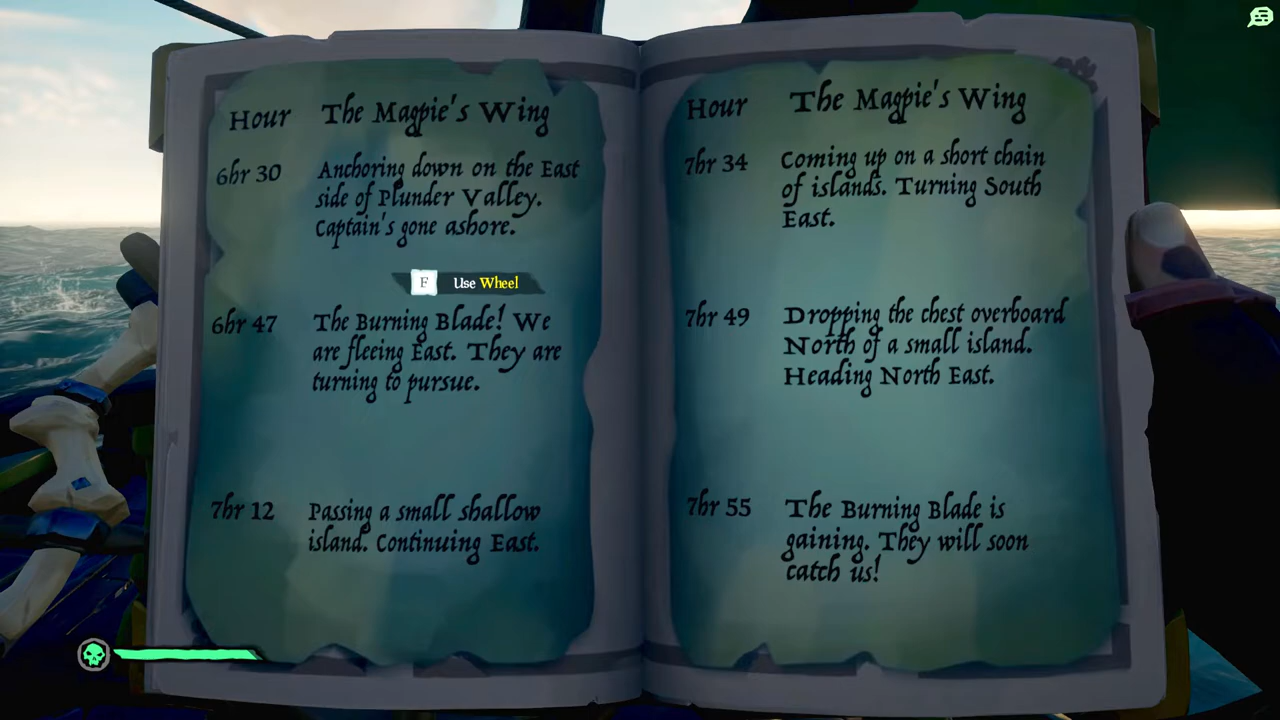 Hour The Magpie's Wing
6hr 30 Anchoring down on the East
side of Plunder Valley.
Captain's gone ashore.
F Use Wheel
6hr 47 The Burning Blade! We
are fleeing East. They are
turning to pursue.
7hr 12 Passing a small shallow
island. Continuing East.
Hour The Magpie's Wing
7hr 34 Coming up on a short chain
of islands. Turning South
East.
7hr 49 Dropping the chest overboard
North of a small island.
Heading North East.
7hr 55 The Burning Blade is
gaining. They will soon
catch us!